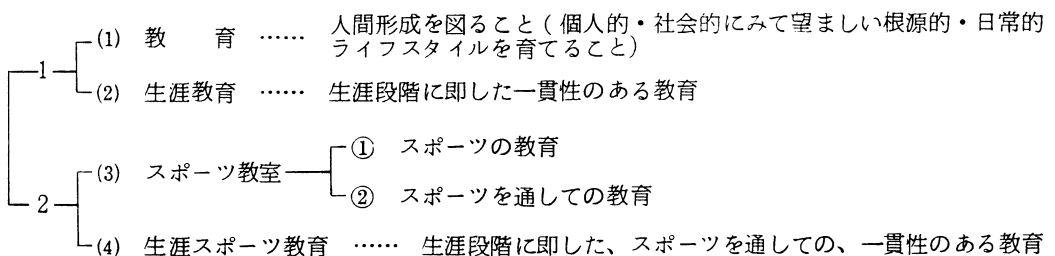 (1) 教　育 …… 人間形成を図ること（個人的・社会的にみて望ましい根源的・日常的
ライフスタイルを育てること）
1
(2) 生涯教育 …… 生涯段階に即した一貫性のある教育
(3) スポーツ教室 ① スポーツの教育
2
② スポーツを通しての教育
(4) 生涯スポーツ教育 …… 生涯段階に即した、スポーツを通しての、一貫性のある教育